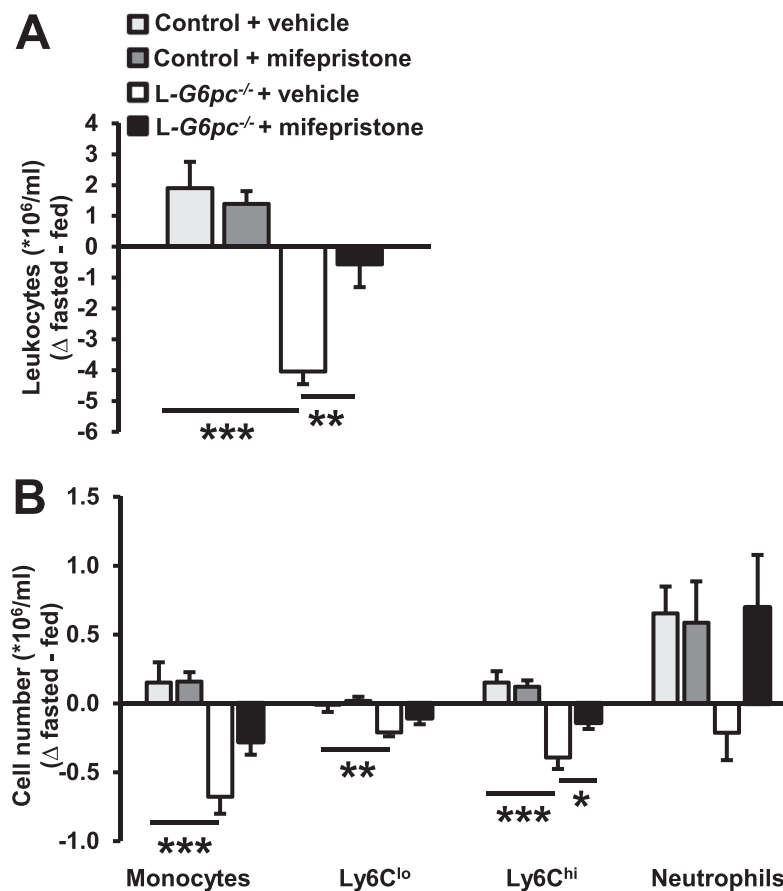 A
Control + vehicle
Control + mifepristone
L-G6pc-/- + vehicle
L-G6pc-/- + mifepristone
Leukocytes (*10⁶/ml)
(Δ fasted - fed)
4
3
2
1
0
-1
-2
-3
-4
-5
-6
***
**
B
Cell number (*10⁶/ml)
(Δ fasted - fed)
1.5
1.0
0.5
0.0
-0.5
-1.0
***
**
***
*
Monocytes
Ly6Clo
Ly6Chi
Neutrophils